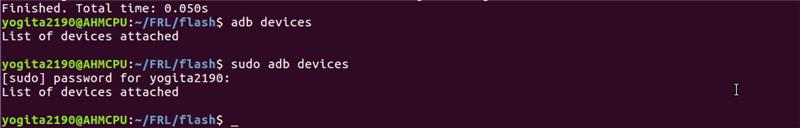 Finished. Total time: 0.050s
yogita2190@AHMCPU:~/FRL/flash$ adb devices
List of devices attached
yogita2190@AHMCPU:~/FRL/flash$ sudo adb devices
[sudo] password for yogita2190:
List of devices attached
yogita2190@AHMCPU:~/FRL/flash$ _